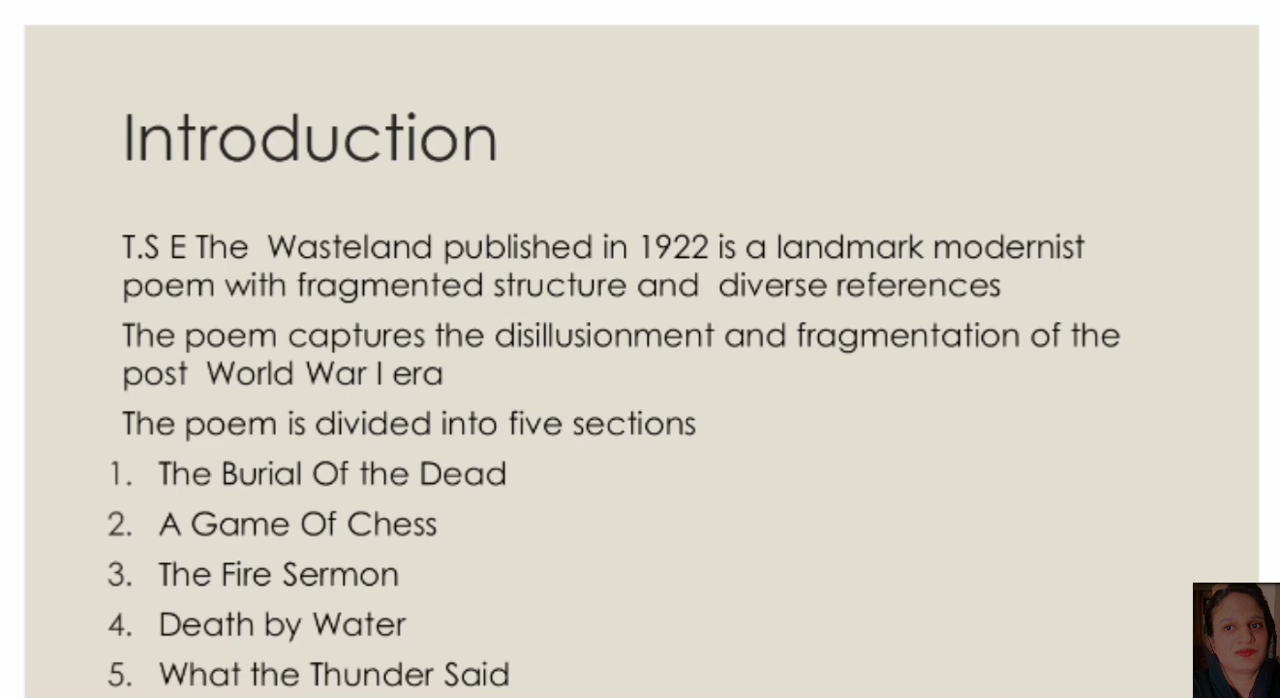 Introduction
T.S E The  Wasteland published in 1922 is a landmark modernist
poem with fragmented structure and  diverse references
The poem captures the disillusionment and fragmentation of the
post  World War I era
The poem is divided into five sections
1. The Burial Of the Dead
2. A Game Of Chess
3. The Fire Sermon
4. Death by Water
5. What the Thunder Said